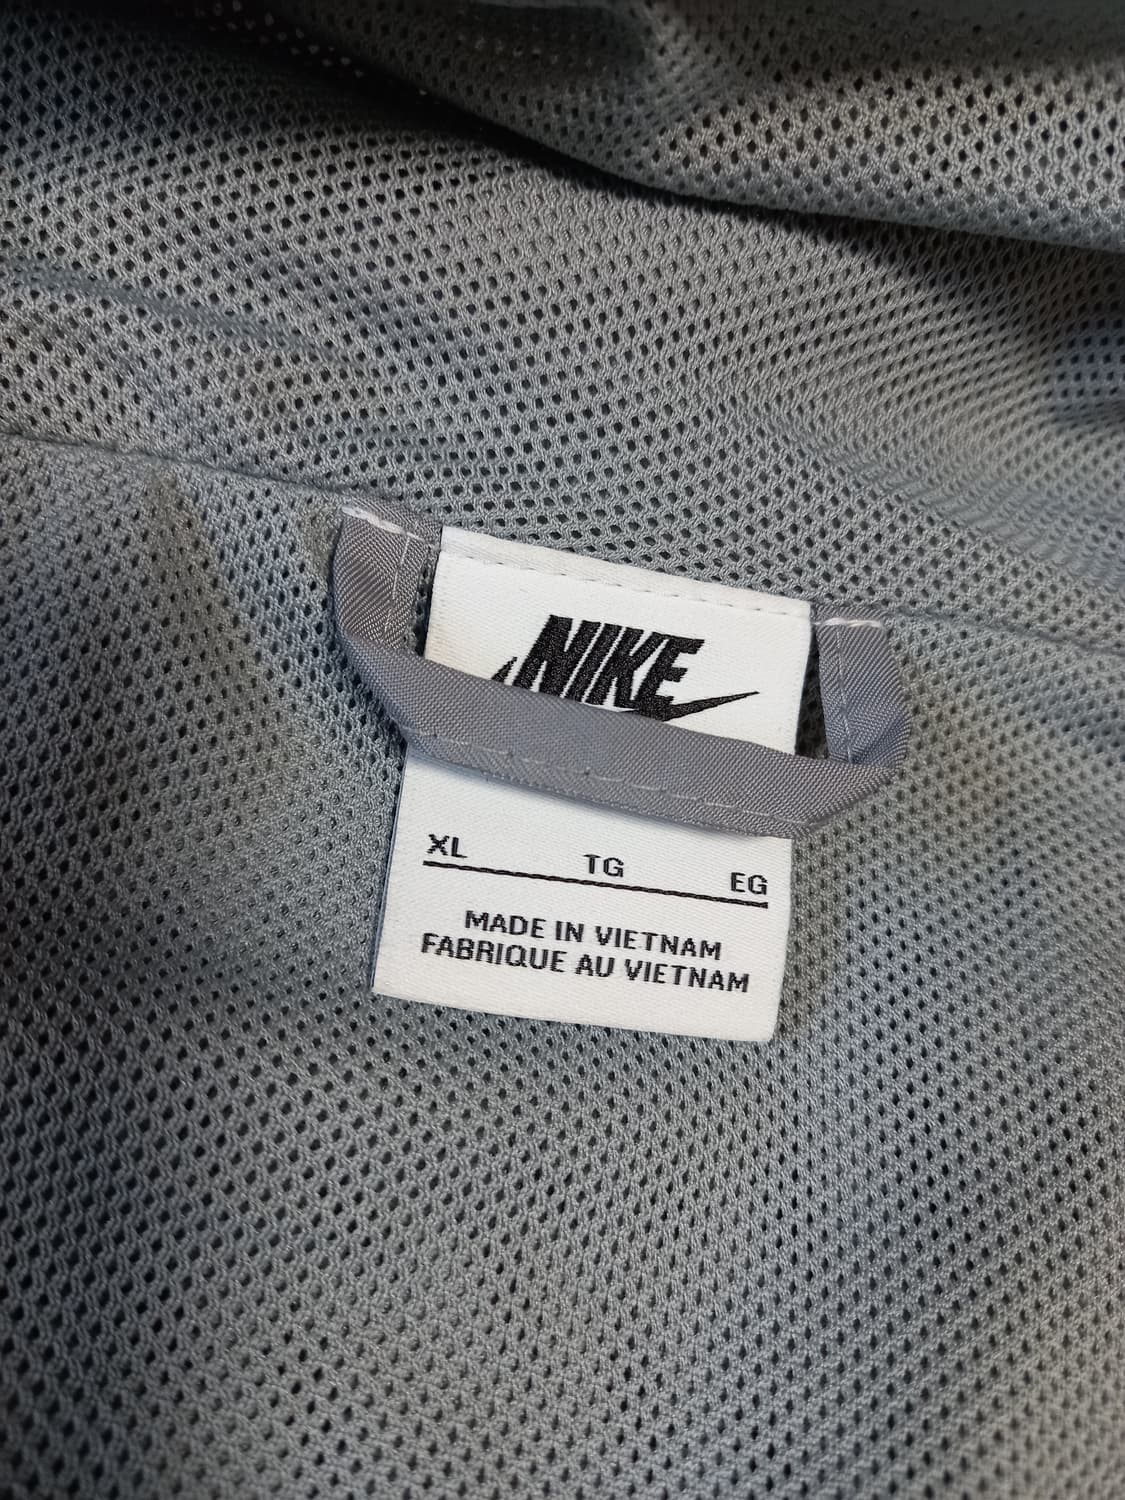 NIKE
XL TG EG
MADE IN VIETNAM
FABRIQUE AU VIETNAM